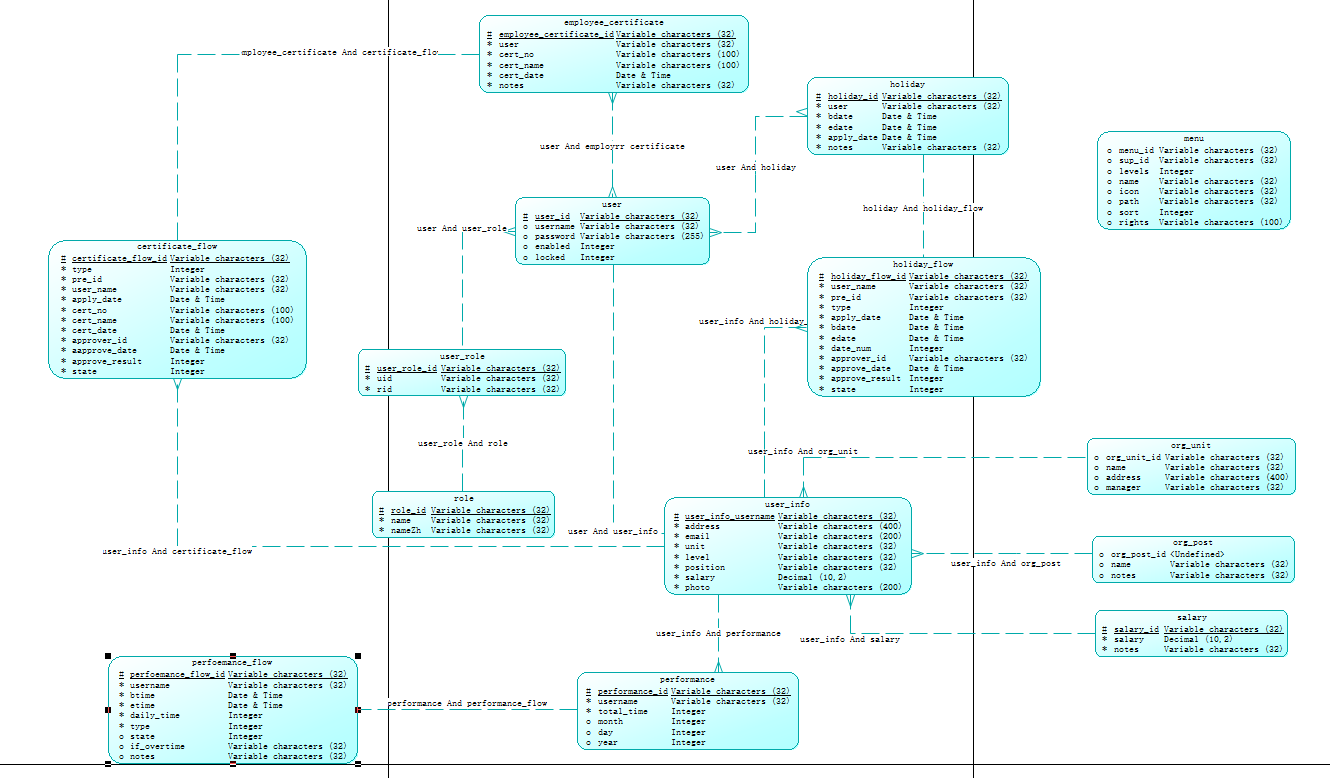 employee_certificate
# employee_certificate_id Variable characters (32)
* user Variable characters (32)
* cert_no Variable characters (100)
* cert_name Variable characters (100)
* cert_date Date & Time
* notes Variable characters (32)
mployee_certificate And certificate_flo
holiday
# holiday_id Variable characters (32)
* user Variable characters (32)
* bdate Date & Time
* edate Date & Time
* apply_date Date & Time
* notes Variable characters (32)
menu
o menu_id Variable characters (32)
o sup_id Variable characters (32)
o levels Integer
o name Variable characters (32)
o icon Variable characters (32)
o path Variable characters (32)
o sort Integer
o rights Variable characters (100)
user And employrr certificate
user And holiday
user
# user_id Variable characters (32)
o username Variable characters (32)
o password Variable characters (255)
o enabled Integer
o locked Integer
holiday And holiday_flow
user And user_role
certificate_flow
# certificate_flow_id Variable characters (32)
* type Integer
* pre_id Variable characters (32)
* user_name Variable characters (32)
* apply_date Date & Time
* cert_no Variable characters (100)
* cert_name Variable characters (100)
* cert_date Date & Time
* approver_id Variable characters (32)
* aapprove_date Date & Time
* approve_result Integer
* state Integer
holiday_flow
# holiday_flow_id Variable characters (32)
* user_name Variable characters (32)
* pre_id Variable characters (32)
* type Integer
* apply_date Date & Time
* bdate Date & Time
* edate Date & Time
* date_num Integer
* approver_id Variable characters (32)
* approve_date Date & Time
* approve_result Integer
* state Integer
user_info And holiday_
user_role
# user_role_id Variable characters (32)
* uid Variable characters (32)
* rid Variable characters (32)
user_role And role
user_info And org_unit
org_unit
o org_unit_id Variable characters (32)
o name Variable characters (32)
o address Variable characters (400)
o manager Variable characters (32)
role
# role_id Variable characters (32)
* name Variable characters (32)
* nameZh Variable characters (32)
user_info
# user_info_username Variable characters (32)
* address Variable characters (400)
* email Variable characters (200)
* unit Variable characters (32)
* level Variable characters (32)
* position Variable characters (32)
* salary Decimal (10,2)
* photo Variable characters (200)
user And user_info
user_info And certificate_flow
org_post
o org_post_id <Undefined>
o name Variable characters (32)
o notes Variable characters (32)
user_info And org_post
salary
# salary_id Variable characters (32)
* salary Decimal (10,2)
* notes Variable characters (32)
user_info And performance
user_info And salary
perfoemance_flow
# perfoemance_flow_id Variable characters (32)
* username Variable characters (32)
* btime Date & Time
* etime Date & Time
* daily_time Integer
* type Integer
o state Integer
o if_overtime Variable characters (32)
o notes Variable characters (32)
performance And performance_flow
performance
# performance_id Variable characters (32)
* username Variable characters (32)
* total_time Integer
o month Integer
o day Integer
o year Integer